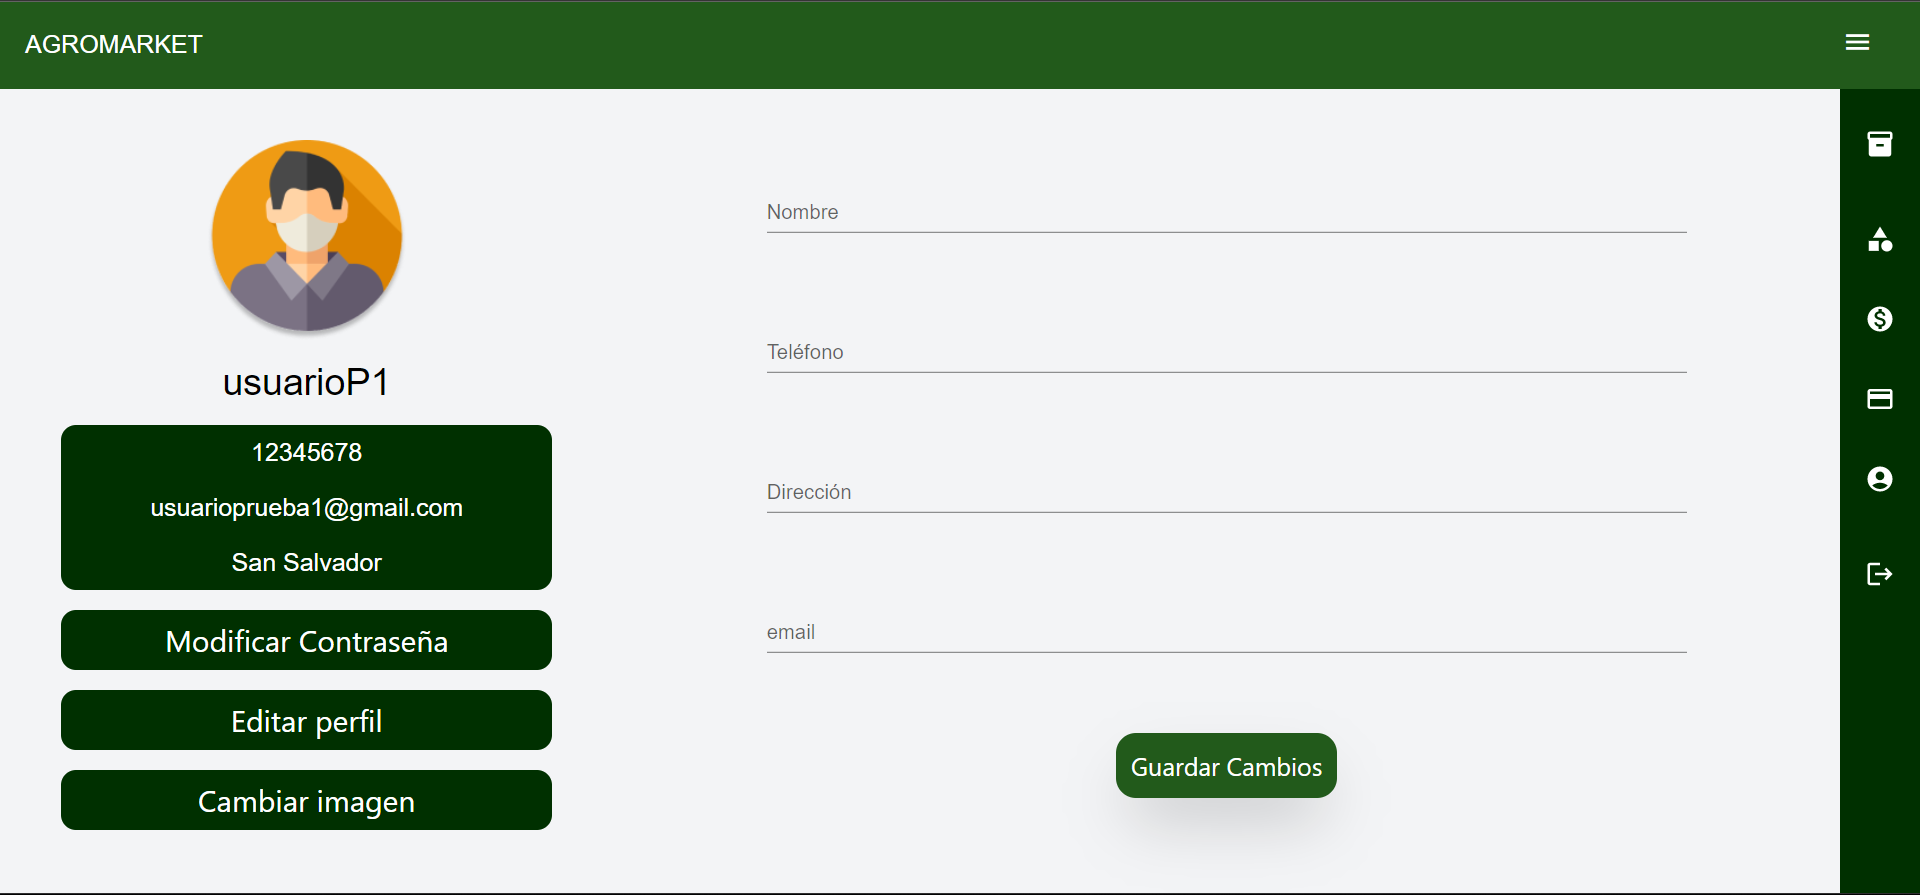 AGROMARKET
usuarioP1
12345678
usuarioprueba1@gmail.com
San Salvador
Modificar Contraseña
Editar perfil
Cambiar imagen
Nombre
Teléfono
Dirección
email
Guardar Cambios